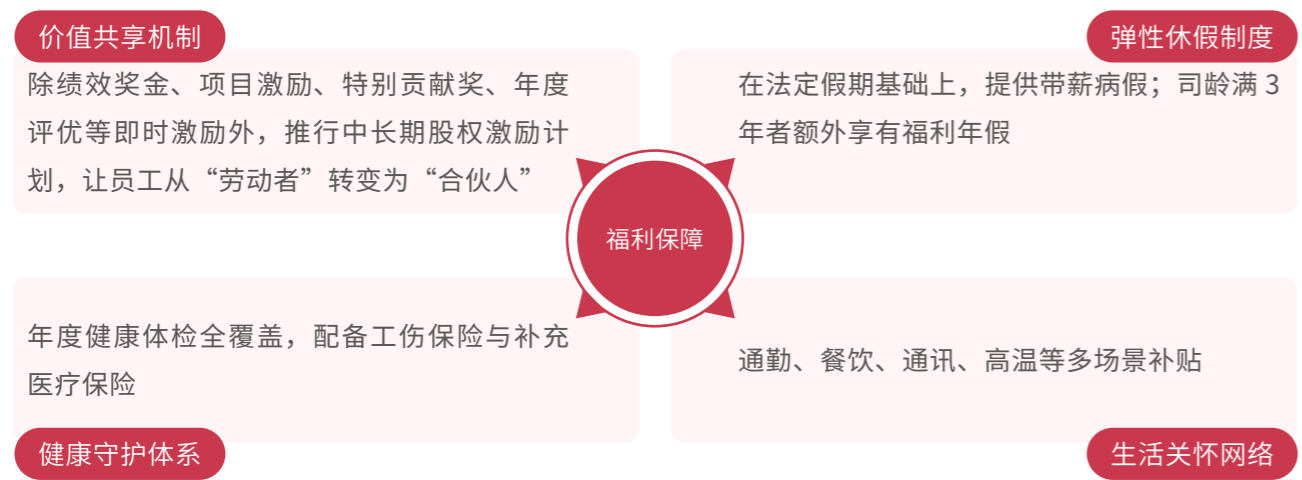 价值共享机制
除绩效奖金、项目激励、特别贡献奖、年度
评优等即时激励外，推行中长期股权激励计
划，让员工从“劳动者”转变为“合伙人”
弹性休假制度
在法定假期基础上，提供带薪病假；司龄满 3
年者额外享有福利年假
福利保障
年度健康体检全覆盖，配备工伤保险与补充
医疗保险
健康守护体系
通勤、餐饮、通讯、高温等多场景补贴
生活关怀网络